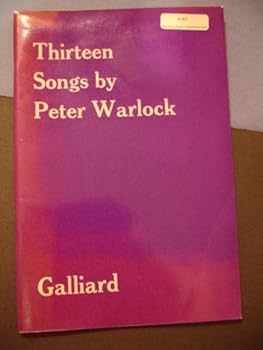 Thirteen
Songs by
Peter Warlock
Galliard